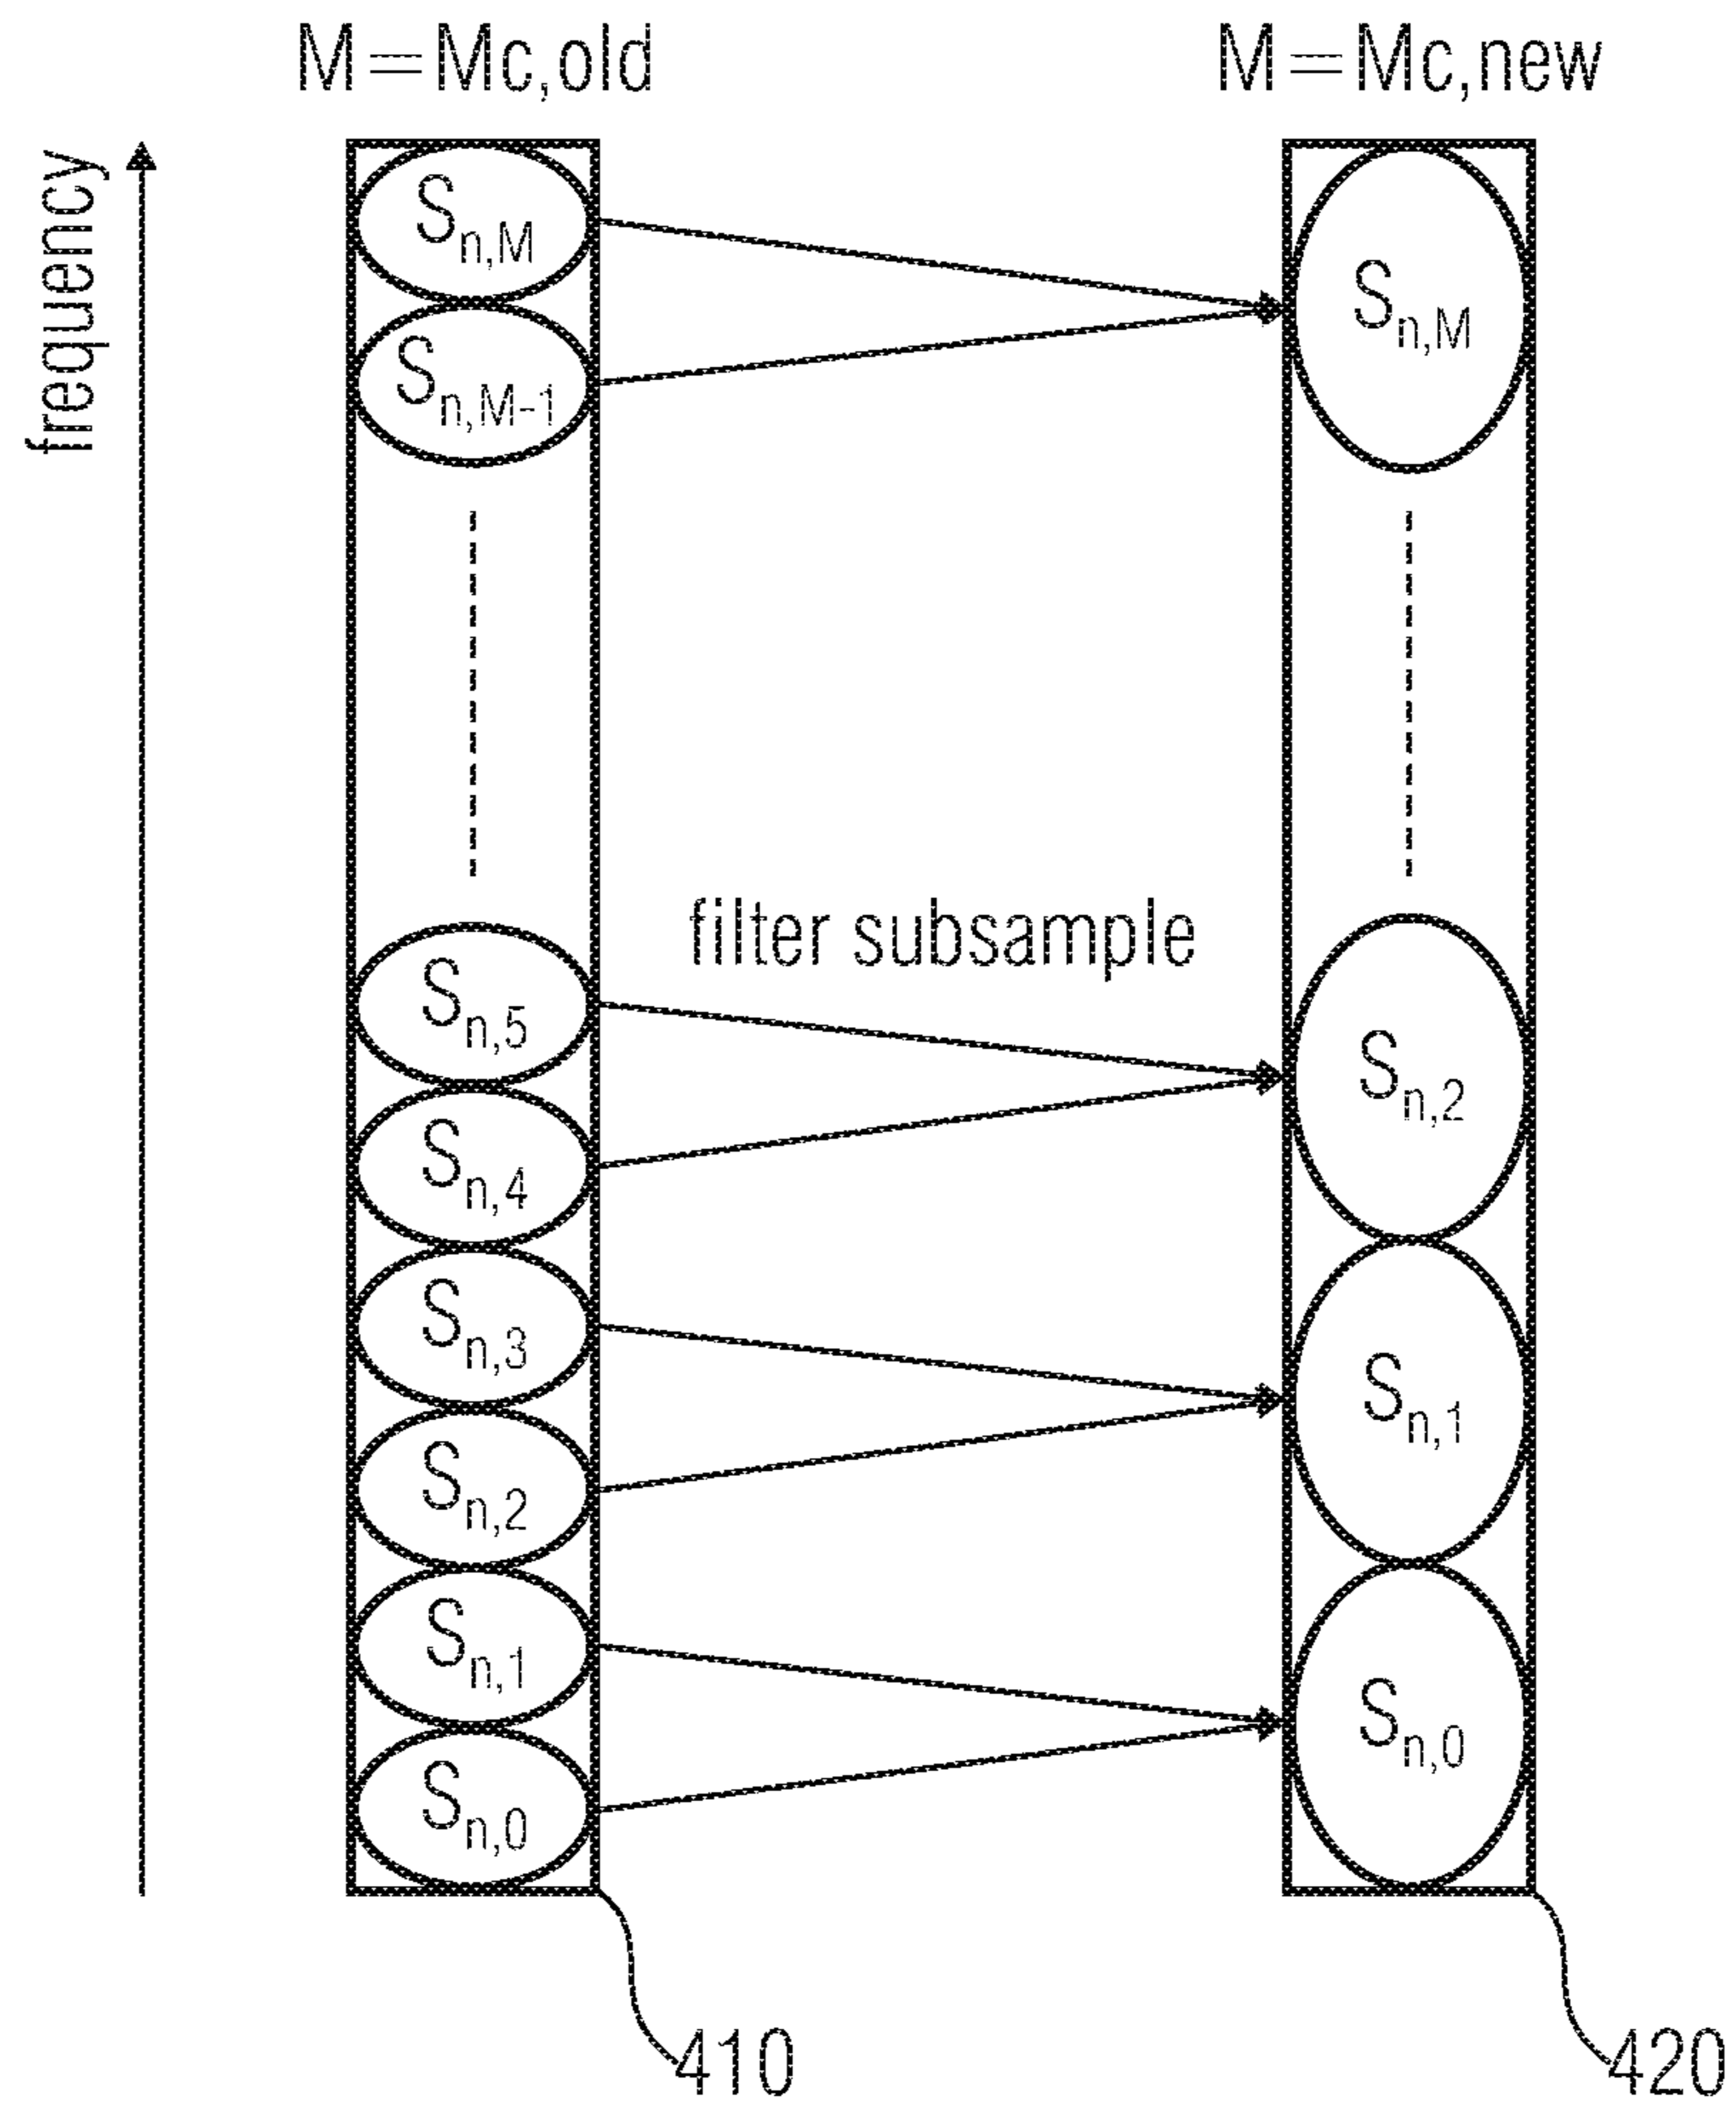 M=Mc,old
M=Mc,new
frequency
Sn,M
Sn,M
Sn,M-1
filter subsample
Sn,5
Sn,2
Sn,4
Sn,3
Sn,1
Sn,2
Sn,1
Sn,0
Sn,0
410
420